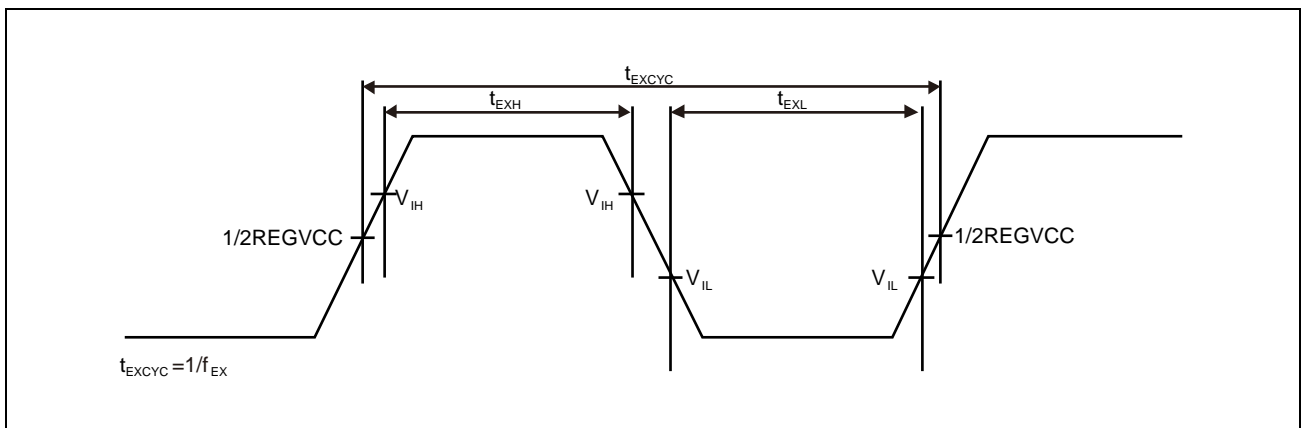 tEXCYC
tEXH
tEXL
VIH
VIH
1/2REGVCC
1/2REGVCC
VIL
VIL
tEXCYC =1/fEX